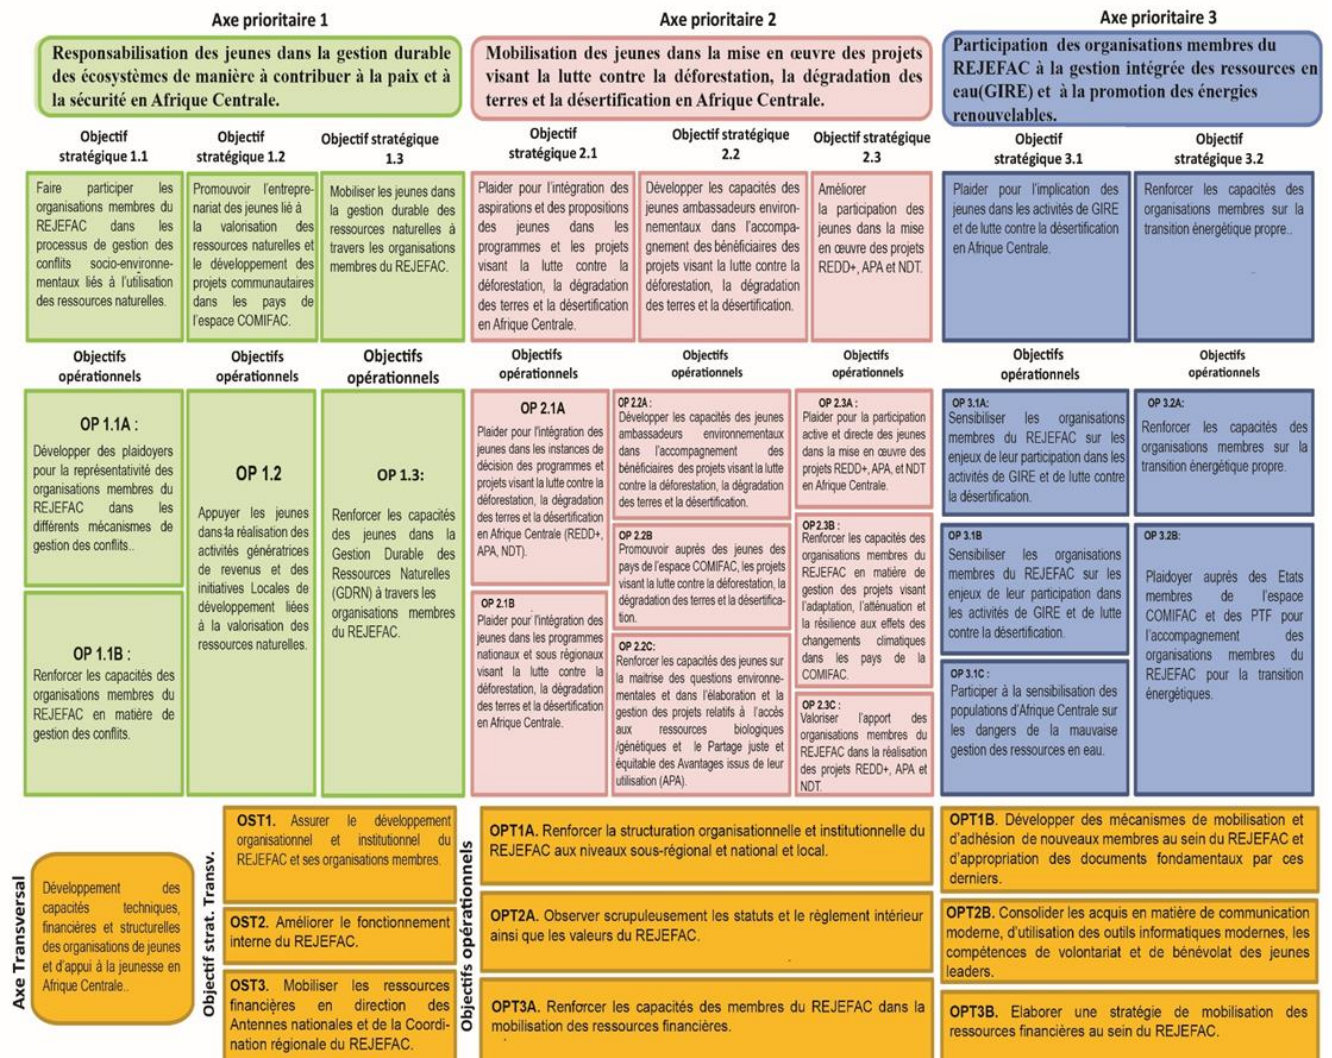 Axe prioritaire 1
Responsabilisation des jeunes dans la gestion durable
des écosystèmes de manière à contribuer à la paix et à
la sécurité en Afrique Centrale.
Axe prioritaire 2
Mobilisation des jeunes dans la mise en œuvre des projets
visant la lutte contre la déforestation, la dégradation des
terres et la désertification en Afrique Centrale.
Axe prioritaire 3
Participation des organisations membres du
REJEFAC à la gestion intégrée des ressources en
eau(GIRE) et à la promotion des énergies
renouvelables.
Objectif
stratégique 1.1
Faire participer les
organisations membres du
REJEFAC dans les
processus de gestion des
conflits socio-environne-
mentaux liés à l'utilisation
des ressources naturelles.
Objectif
stratégique 1.2
Promouvoir l'entrepre-
nariat des jeunes lié à
la valorisation des
ressources naturelles et
le développement des
projets communautaires
dans les pays de
l'espace COMIFAC.
Objectif stratégique
1.3
Mobiliser les jeunes dans
la gestion durable des
ressources naturelles à
travers les organisations
membres du REJEFAC.
Objectif
stratégique 2.1
Plaider pour l'intégration des
aspirations et des propositions
des jeunes dans les
programmes et les projets
visant la lutte contre la
déforestation, la dégradation
des terres et la désertification
en Afrique Centrale.
Objectif stratégique
2.2
Développer les capacités des
jeunes ambassadeurs environ-
nementaux dans l'accompa-
gnement des bénéficiaires des
projets visant la lutte contre la
déforestation, la dégradation
des terres et la désertification.
Objectif stratégique
2.3
Améliorer
la participation des
jeunes dans la mise
en œuvre des projets
REDD+, APA et NDT.
Objectif
stratégique 3.1
Plaider pour l'implication des
jeunes dans les activités de GIRE
et de lutte contre la désertification
en Afrique Centrale.
Objectif
stratégique 3.2
Renforcer les capacités des
organisations membres sur la
transition énergétique propre..
Objectifs
opérationnels
OP 1.1A :
Développer des plaidoyers
pour la représentativité des
organisations membres du
REJEFAC dans les
différents mécanismes de
gestion des conflits..
OP 1.1B :
Renforcer les capacités des
organisations membres du
REJEFAC en matière de
gestion des conflits.
Objectifs
opérationnels
OP 1.2
Appuyer les jeunes
dans la réalisation des
activités génératrices
de revenus et des
initiatives Locales de
développement liées
à la valorisation des
ressources naturelles.
Objectifs
opérationnels
OP 1.3:
Renforcer les capacités
des jeunes dans la
Gestion Durable des
Ressources Naturelles
(GDRN) à travers les
organisations membres
du REJEFAC.
Objectifs
opérationnels
OP 2.1A
Plaider pour l'intégration des
jeunes dans les instances de
décision des programmes et
projets visant la lutte contre la
déforestation, la dégradation
des terres et la désertification
en Afrique Centrale (REDD+,
APA, NDT).
OP 2.1B
Plaider pour l'intégration des
jeunes dans les programmes
nationaux et sous régionaux
visant la lutte contre la
déforestation, la dégradation
des terres et la désertification
en Afrique Centrale.
Objectifs
opérationnels
OP 2.2A :
Développer les capacités des jeunes
ambassadeurs environnementaux
dans l'accompagnement des
bénéficiaires des projets visant la lutte
contre la déforestation, la dégradation
des terres et la désertification.
OP 2.2B
Promouvoir auprès des jeunes des
pays de l'espace COMIFAC, les projets
visant la lutte contre la déforestation, la
dégradation des terres et la désertifica-
tion.
OP 2.2C:
Renforcer les capacités des jeunes sur
la maitrise des questions environne-
mentales et dans l'élaboration et la
gestion des projets relatifs à l'accès
aux ressources biologiques
/génétiques et le Partage juste et
équitable des Avantages issus de leur
utilisation (APA).
Objectifs
opérationnels
OP 2.3A :
Plaider pour la participation
active et directe des jeunes
dans la mise en œuvre des
projets REDD+, APA, et NDT
en Afrique Centrale.
OP 2.3B :
Renforcer les capacités des
organisations membres du
REJEFAC en matière de
gestion des projets visant
l'adaptation, l'atténuation et
la résilience aux effets des
changements climatiques
dans les pays de la
COMIFAC.
OP 2.3C :
Valoriser l'apport des
organisations membres du
REJEFAC dans la réalisation
des projets REDD+, APA et
NDT.
Objectifs
opérationnels
OP 3.1A:
Sensibiliser les organisations
membres du REJEFAC sur les
enjeux de leur participation dans les
activités de GIRE et de lutte contre
la désertification.
OP 3.1B
Sensibiliser les organisations
membres du REJEFAC sur les
enjeux de leur participation dans
les activités de GIRE et de lutte
contre la désertification.
OP 3.1C :
Participer à la sensibilisation des
populations d'Afrique Centrale sur
les dangers de la mauvaise
gestion des ressources en eau.
Objectifs
opérationnels
OP 3.2A:
Renforcer les capacités des
organisations membres sur la
transition énergétique propre.
OP 3.2B:
Plaidoyer auprès des Etats
membres de l'espace
COMIFAC et des PTF pour
l'accompagnement des
organisations membres du
REJEFAC pour la transition
énergétiques.
Axe Transversal
Développement des
capacités techniques,
financières et structurelles
des organisations de jeunes
et d'appui à la jeunesse en
Afrique Centrale..
Objectif strat. Transv.
OST1. Assurer le développement
organisationnel et institutionnel du
REJEFAC et ses organisations membres.
OST2. Améliorer le fonctionnement
interne du REJEFAC.
OST3. Mobiliser les ressources
financières en direction des
Antennes nationales et de la Coordi-
nation régionale du REJEFAC.
Objectifs opérationnels
OPT1A. Renforcer la structuration organisationnelle et institutionnelle du
REJEFAC aux niveaux sous-régional et national et local.
OPT2A. Observer scrupuleusement les statuts et le règlement intérieur
ainsi que les valeurs du REJEFAC.
OPT3A. Renforcer les capacités des membres du REJEFAC dans la
mobilisation des ressources financières.
OPT1B. Développer des mécanismes de mobilisation et
d'adhésion de nouveaux membres au sein du REJEFAC et
d'appropriation des documents fondamentaux par ces
derniers.
OPT2B. Consolider les acquis en matière de communication
moderne, d'utilisation des outils informatiques modernes, les
compétences de volontariat et de bénévolat des jeunes
leaders.
OPT3B. Elaborer une stratégie de mobilisation des
ressources financières au sein du REJEFAC.